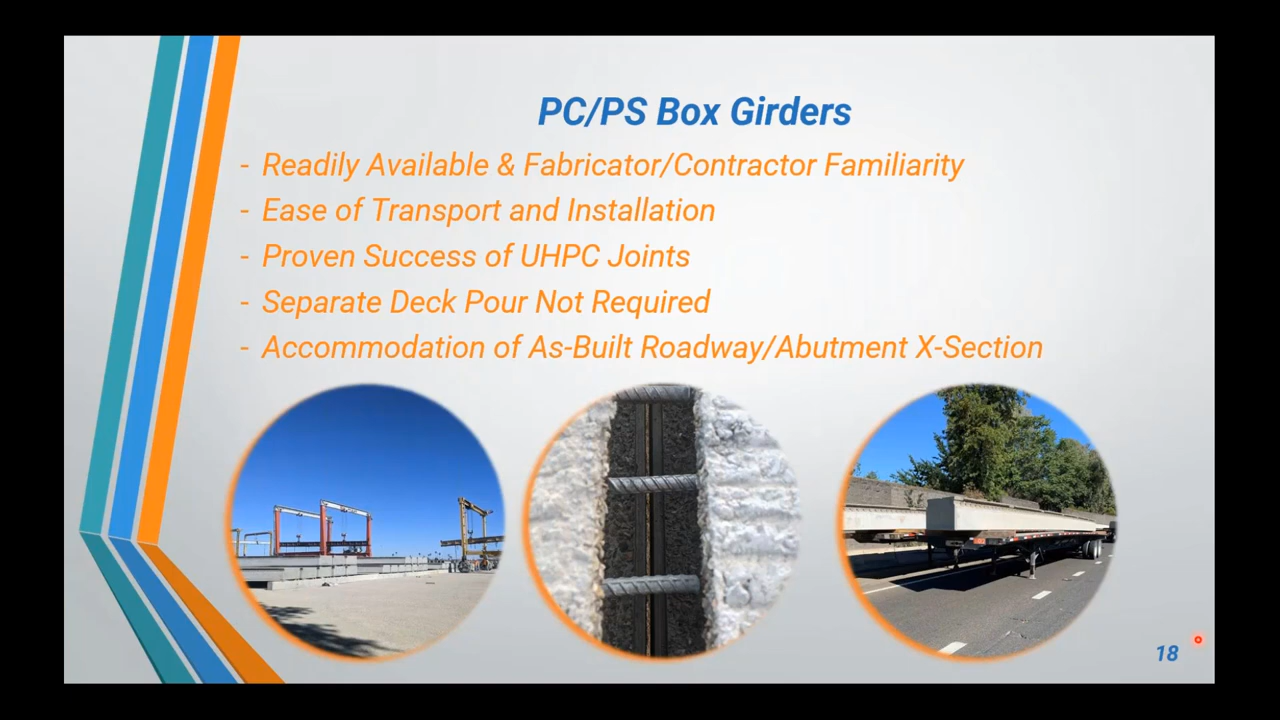 PC/PS Box Girders
- Readily Available & Fabricator/Contractor Familiarity
- Ease of Transport and Installation
- Proven Success of UHPC Joints
- Separate Deck Pour Not Required
- Accommodation of As-Built Roadway/Abutment X-Section
18